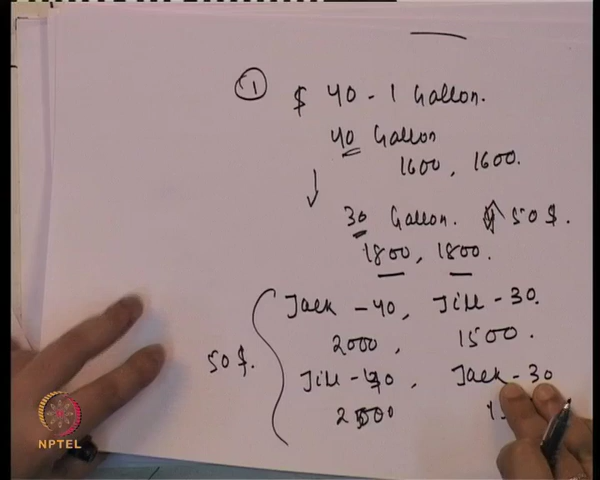 ① $ 40 - 1 Gallon.
40 Gallon
1600, 1600.
↓
30 Gallon. 50 $.
1800, 1800.
Jack - 40, Jill - 30.
2000, 1500.
50 $.
Jill - 40, Jack - 30
2000
NPTEL